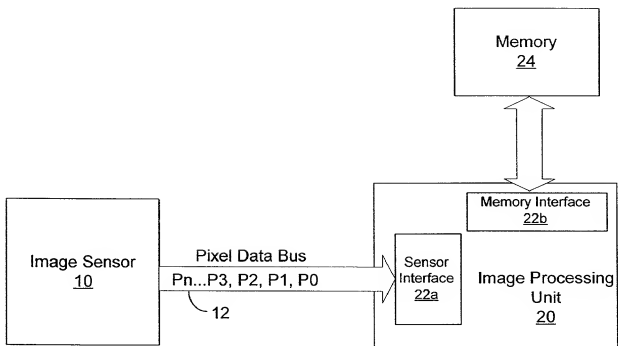 Memory
24
Memory Interface
22b
Pixel Data Bus
Image Sensor
10
Pn...P3, P2, P1, P0
12
Sensor
Interface
22a
Image Processing
Unit
20